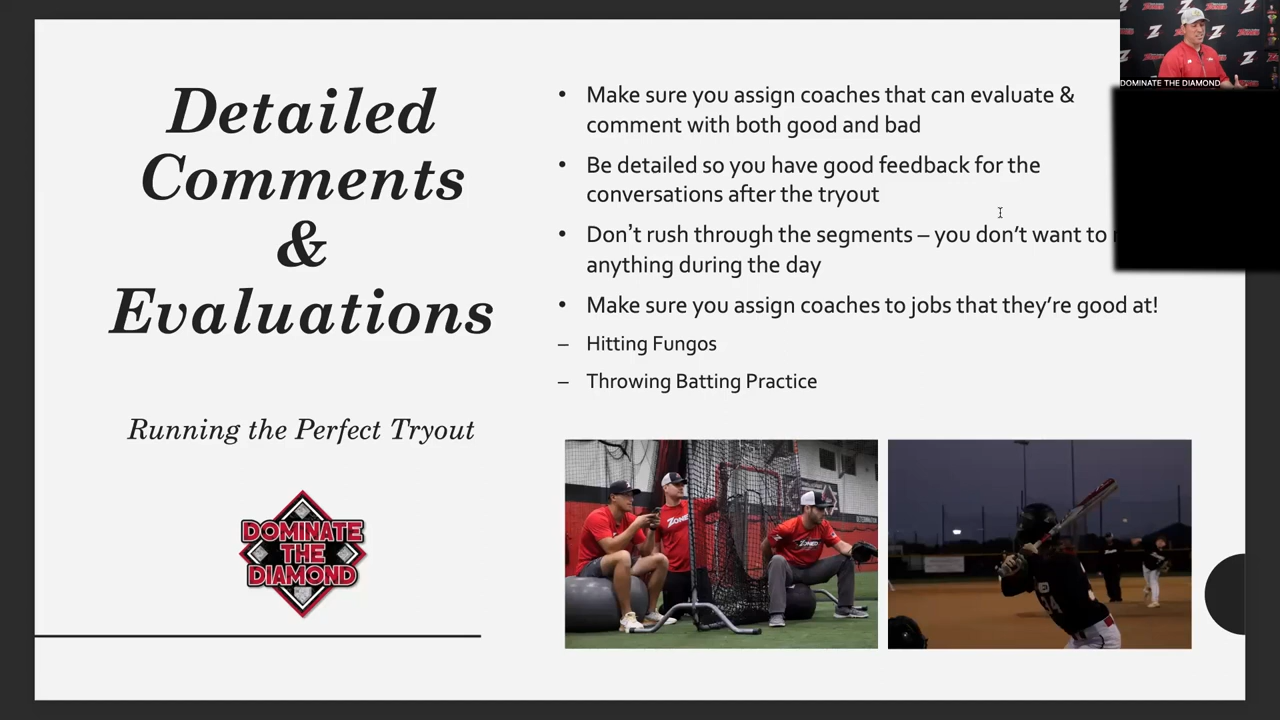 Detailed
Comments
&
Evaluations
Running the Perfect Tryout
DOMINATE
THE
DIAMOND
• Make sure you assign coaches that can evaluate &
comment with both good and bad
• Be detailed so you have good feedback for the
conversations after the tryout
• Don’t rush through the segments – you don’t want to
anything during the day
• Make sure you assign coaches to jobs that they’re good at!
– Hitting Fungos
– Throwing Batting Practice
DOMINATE THE DIAMOND
ZONED
34